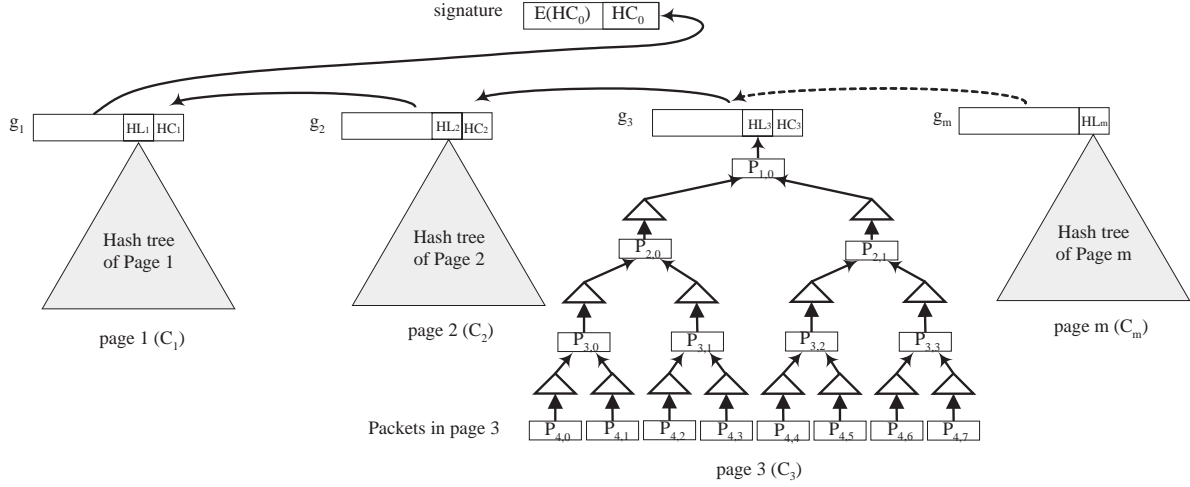 signature E(HC₀) HC₀
g₁ HL₁ HC₁
g₂ HL₂ HC₂
g₃ HL₃ HC₃
gₘ HLₘ
P₁,₀
Hash tree
of Page 1
Hash tree
of Page 2
P₂,₀ P₂,₁
Hash tree
of Page m
page 1 (C₁)
page 2 (C₂)
P₃,₀ P₃,₁ P₃,₂ P₃,₃
page m (Cₘ)
Packets in page 3 P₄,₀ P₄,₁ P₄,₂ P₄,₃ P₄,₄ P₄,₅ P₄,₆ P₄,₇
page 3 (C₃)